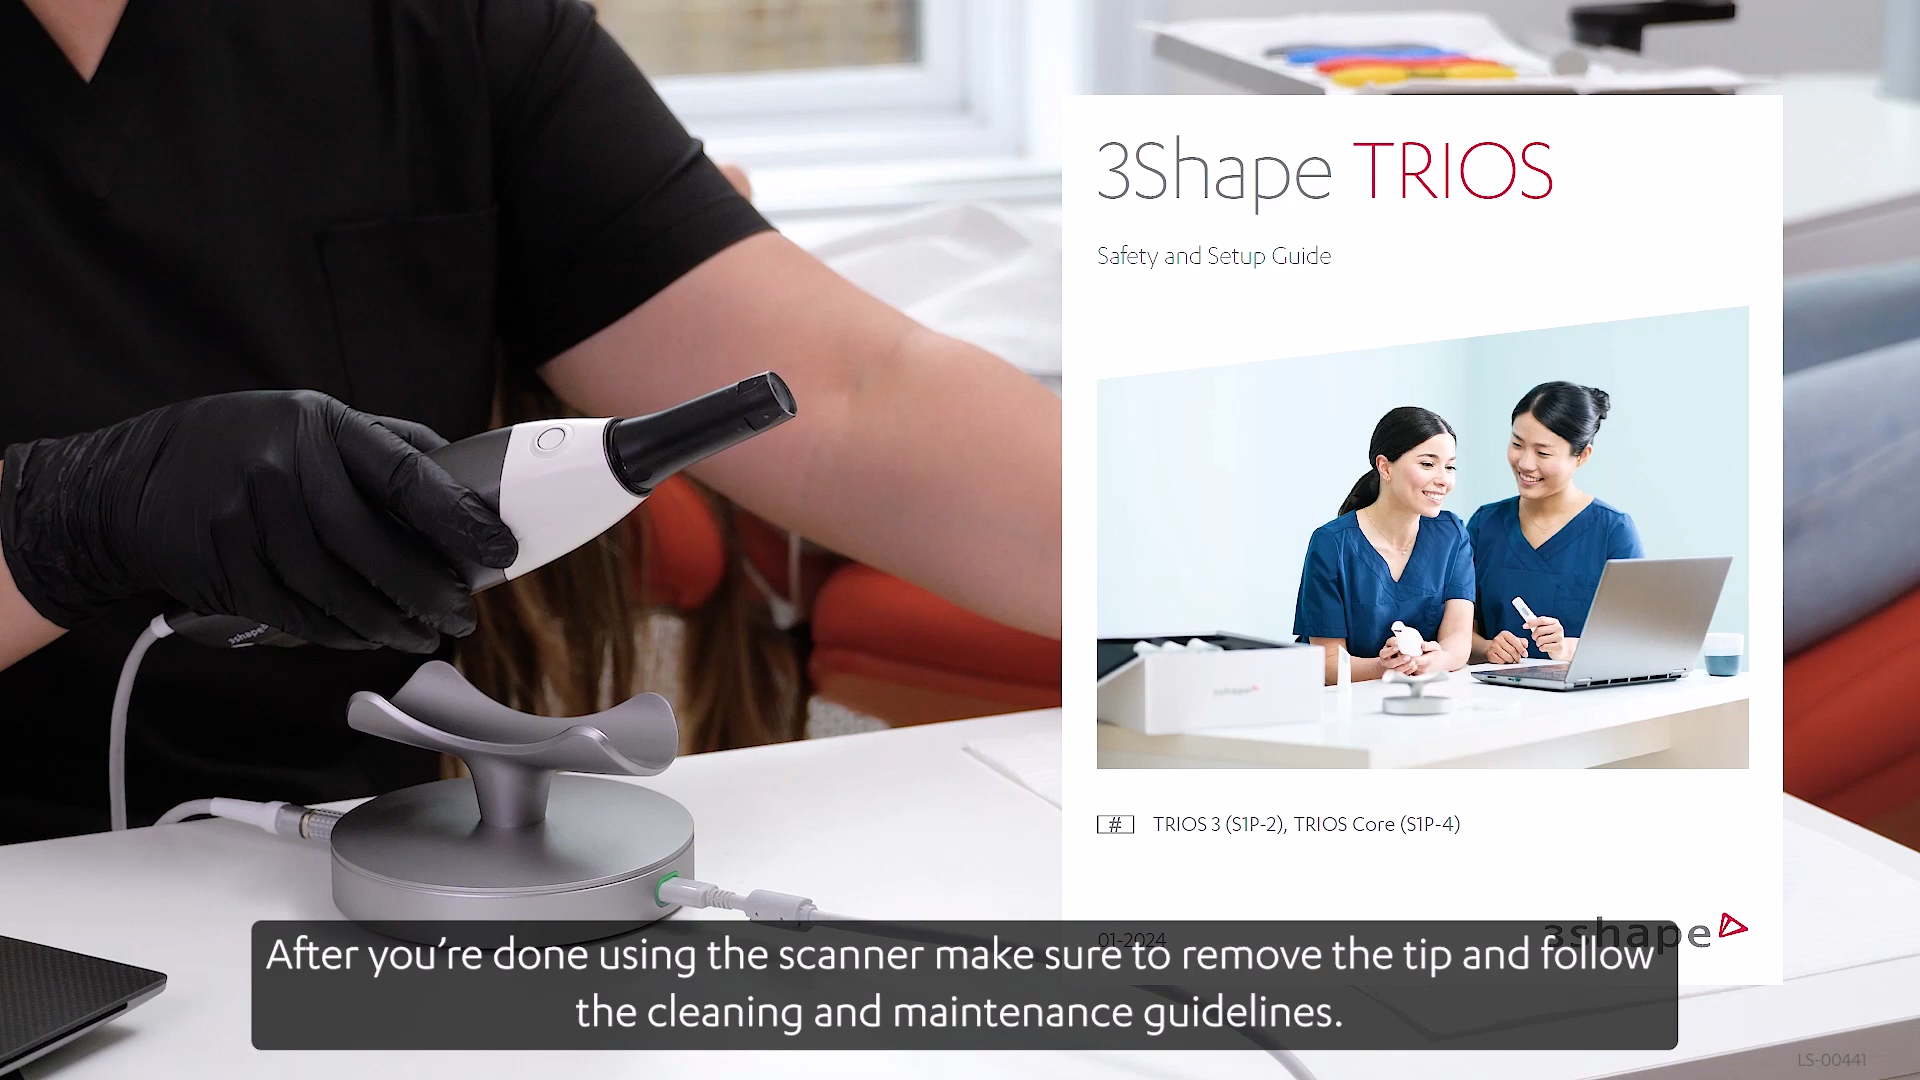 3Shape TRIOS
Safety and Setup Guide
3shape
3shape
# TRIOS 3 (S1P-2), TRIOS Core (S1P-4)
01-2024
3shape
After you're done using the scanner make sure to remove the tip and follow
the cleaning and maintenance guidelines.
LS-00441